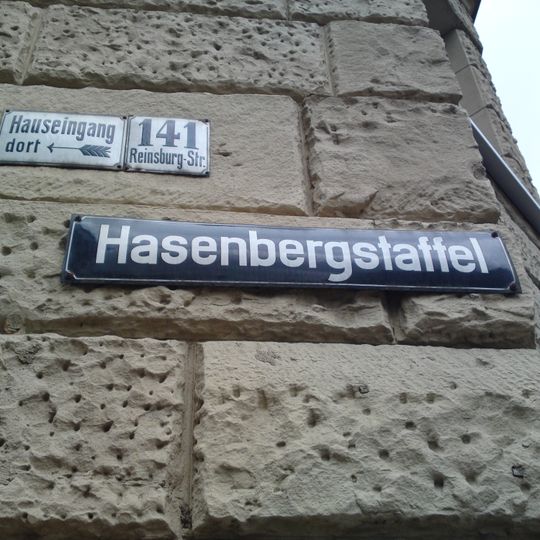 Hauseingang
dort
141
Reinsburg-Str.
Hasenbergstaffel